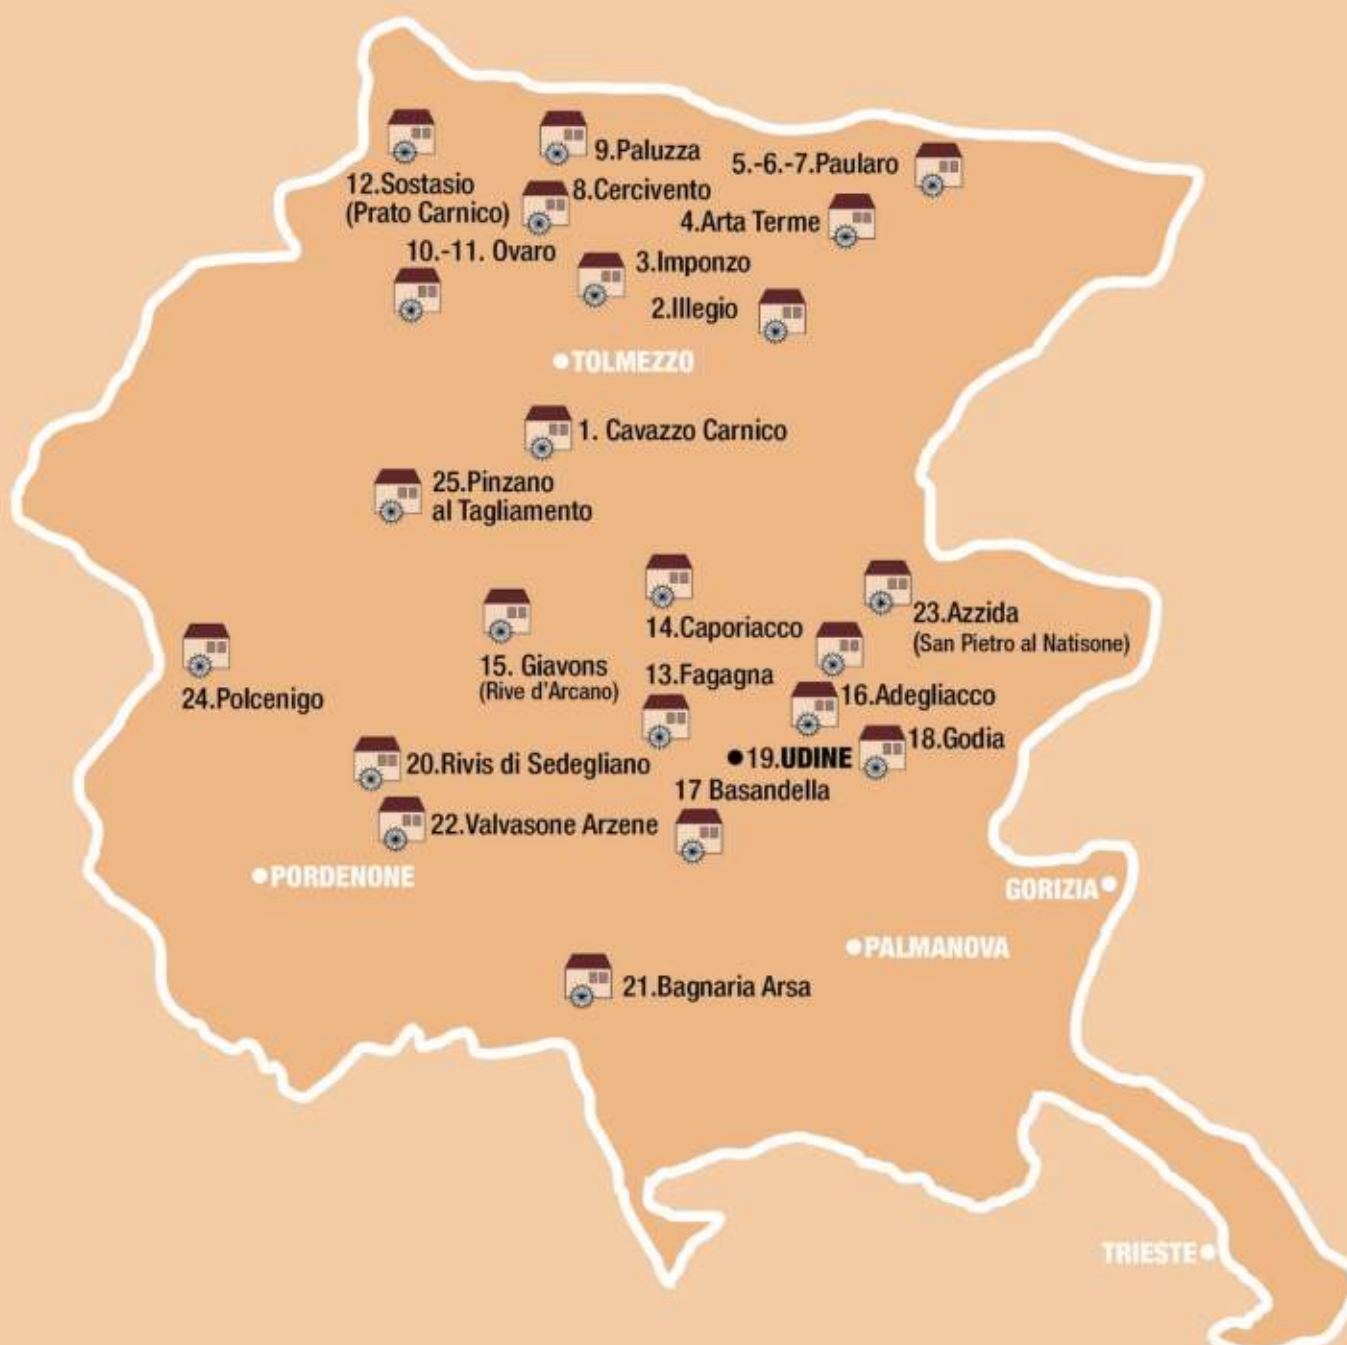 9.Paluzza
5.-6.-7.Paularo
12.Sostasio
(Prato Carnico)
8.Cercivento
4.Arta Terme
10.-11. Ovaro
3.Imponzo
2.Illegio
TOLMEZZO
1. Cavazzo Carnico
25.Pinzano
al Tagliamento
23.Azzida
(San Pietro al Natisone)
14.Caporiacco
15. Giavons
(Rive d'Arcano)
13.Fagagna
24.Polcenigo
16.Adegliacco
18.Godia
19.UDINE
20.Rivis di Sedegliano
17 Basandella
22.Valvasone Arzene
PORDENONE
GORIZIA
PALMANOVA
21.Bagnaria Arsa
TRIESTE